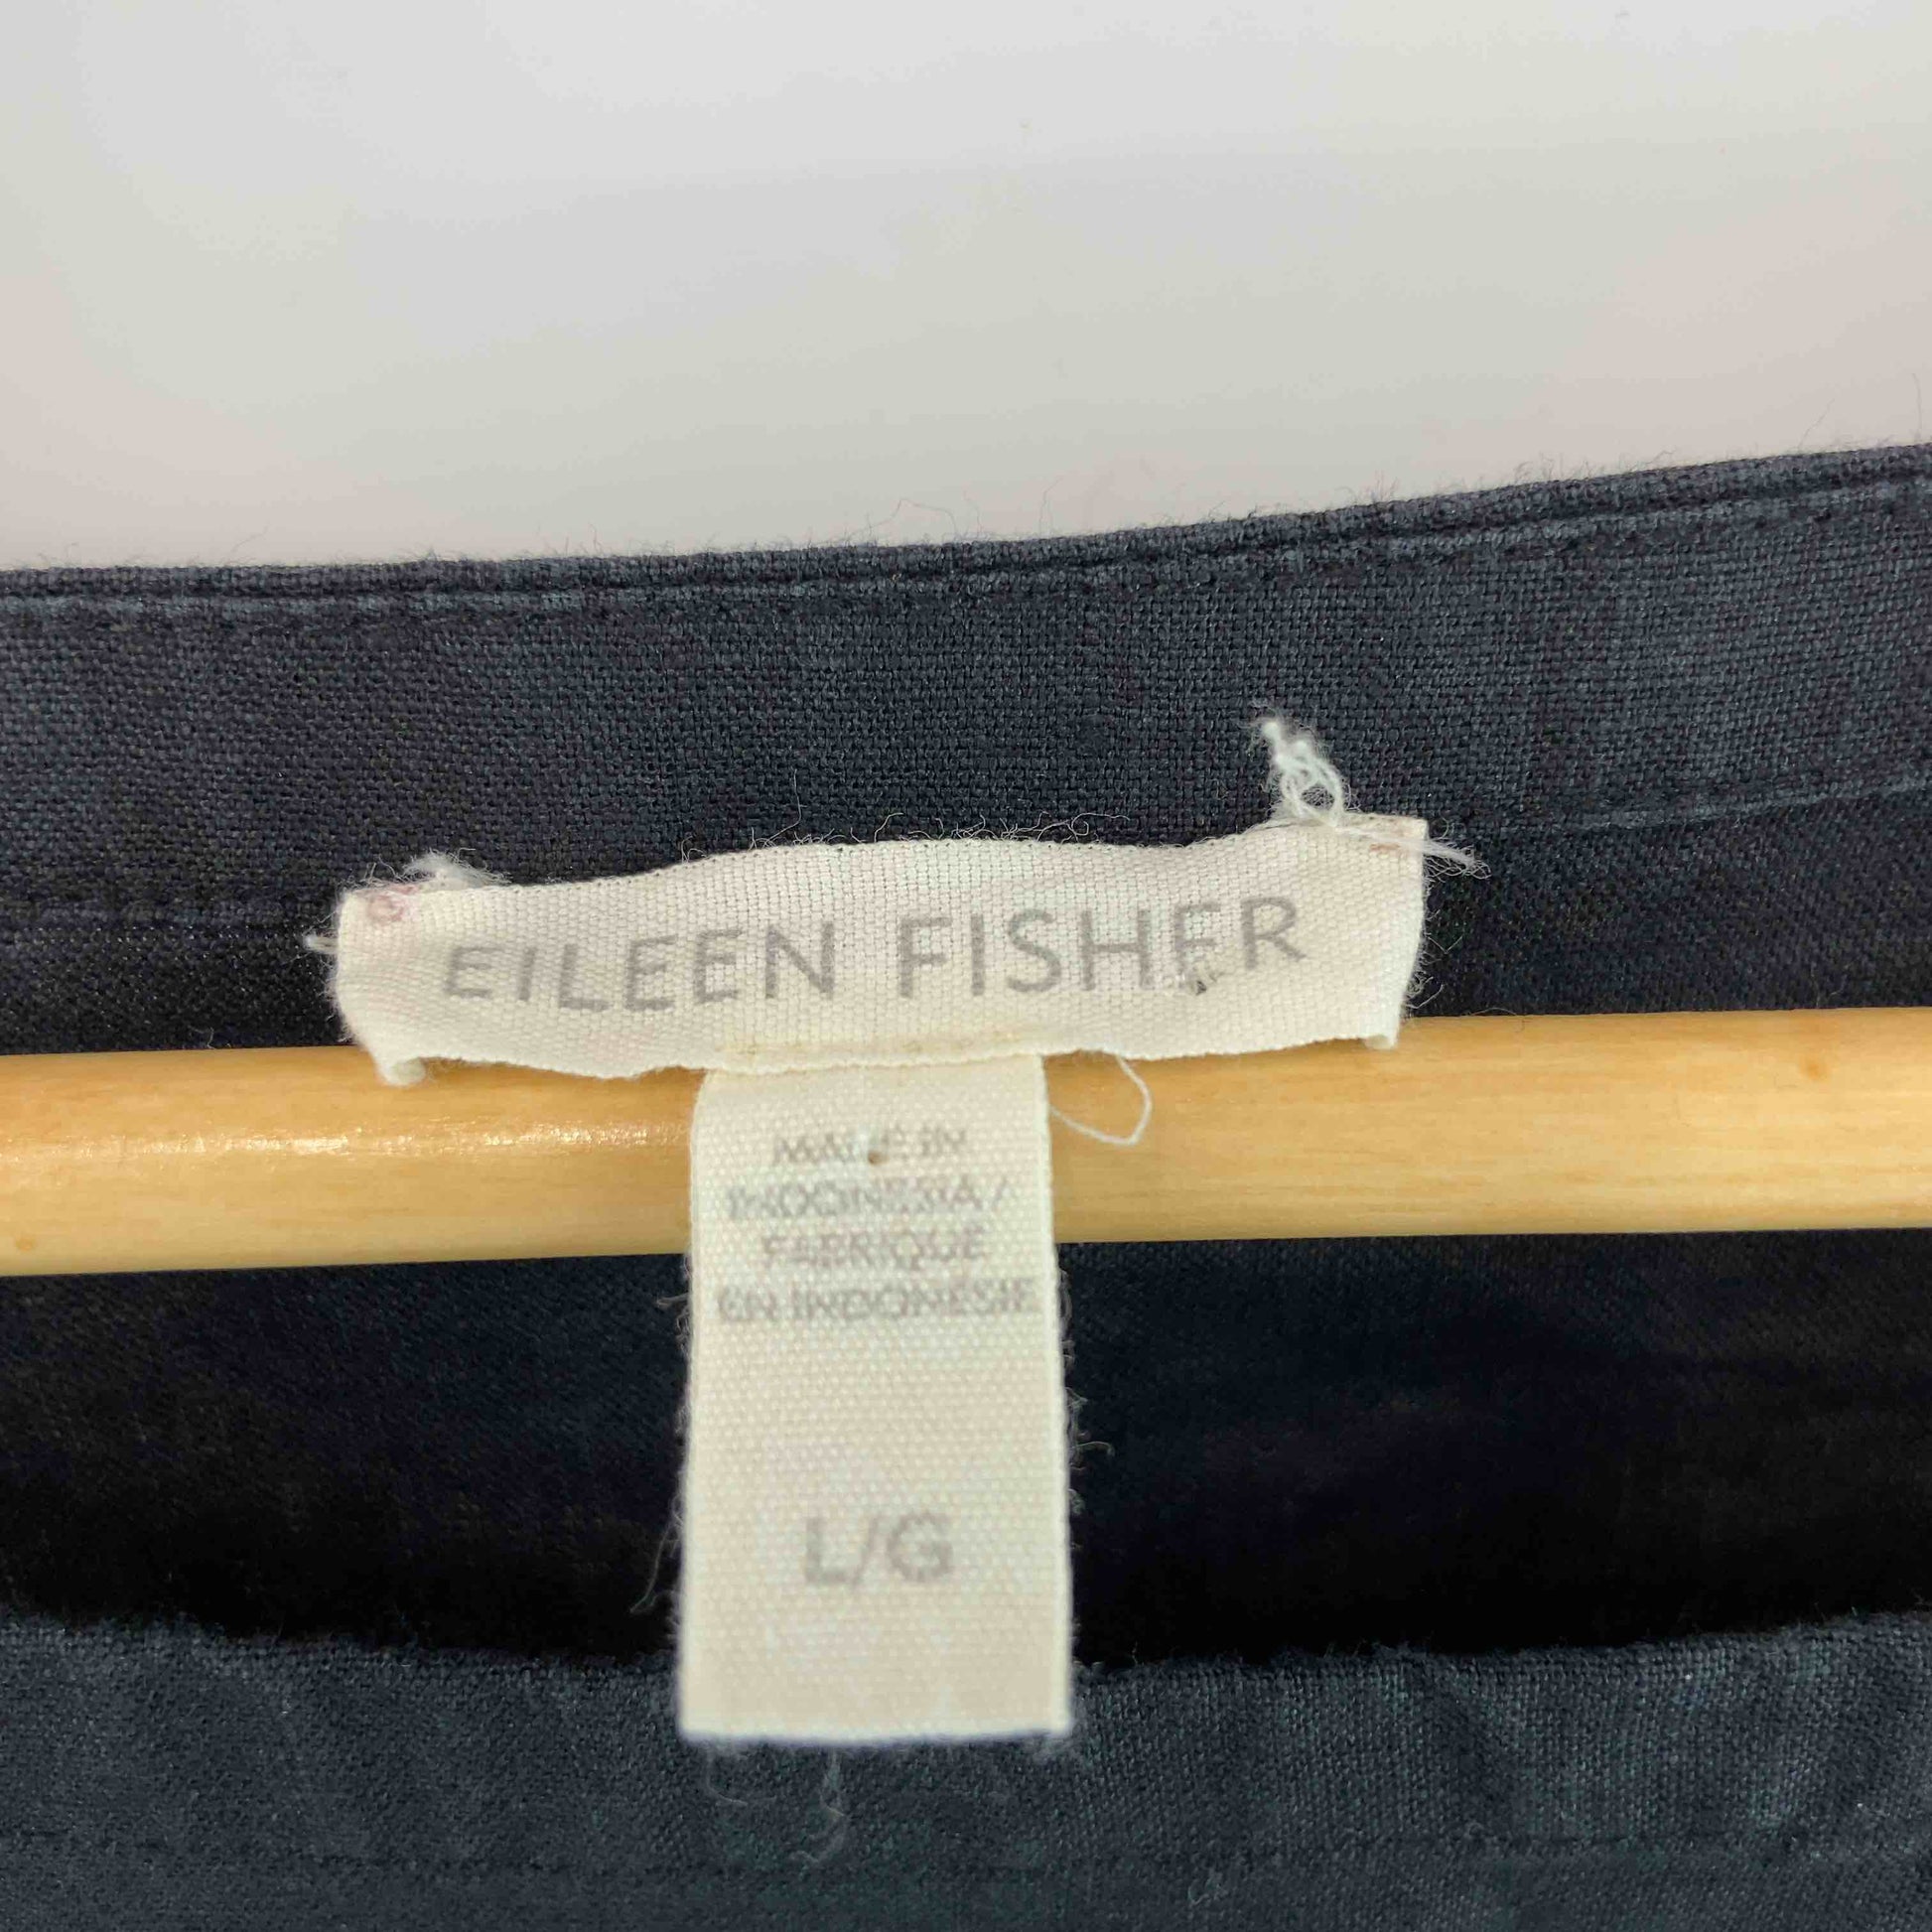 EILEEN FISHER
MADE IN
INDONESIA /
FABRIQUÉ
EN INDONÉSIE
L/G